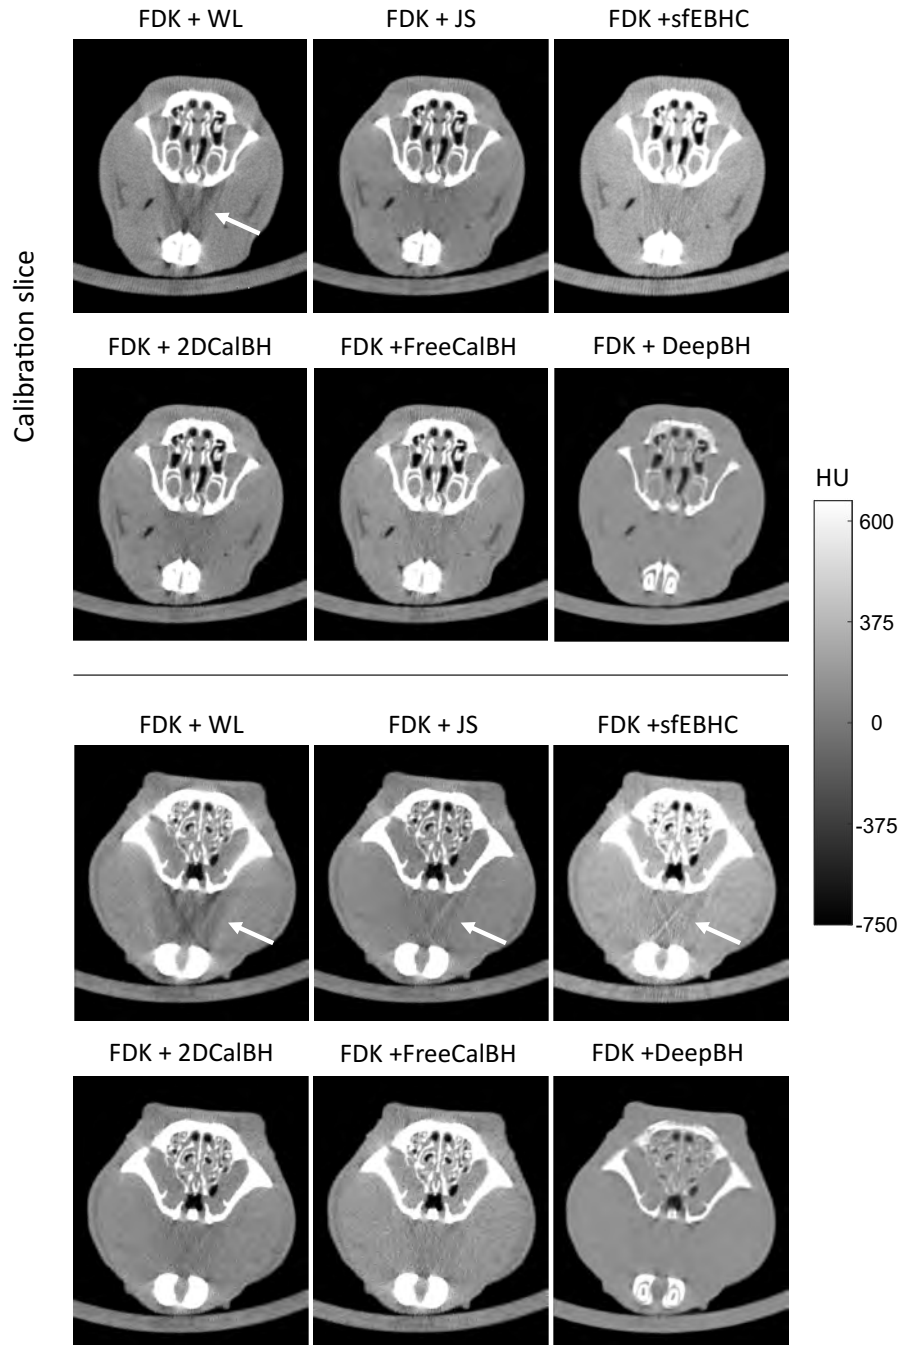 FDK + WL
FDK + JS
FDK +sfEBHC
Calibration slice
FDK + 2DCalBH
FDK +FreeCalBH
FDK + DeepBH
HU
600
375
0
-375
-750
FDK + WL
FDK + JS
FDK +sfEBHC
FDK + 2DCalBH
FDK +FreeCalBH
FDK +DeepBH